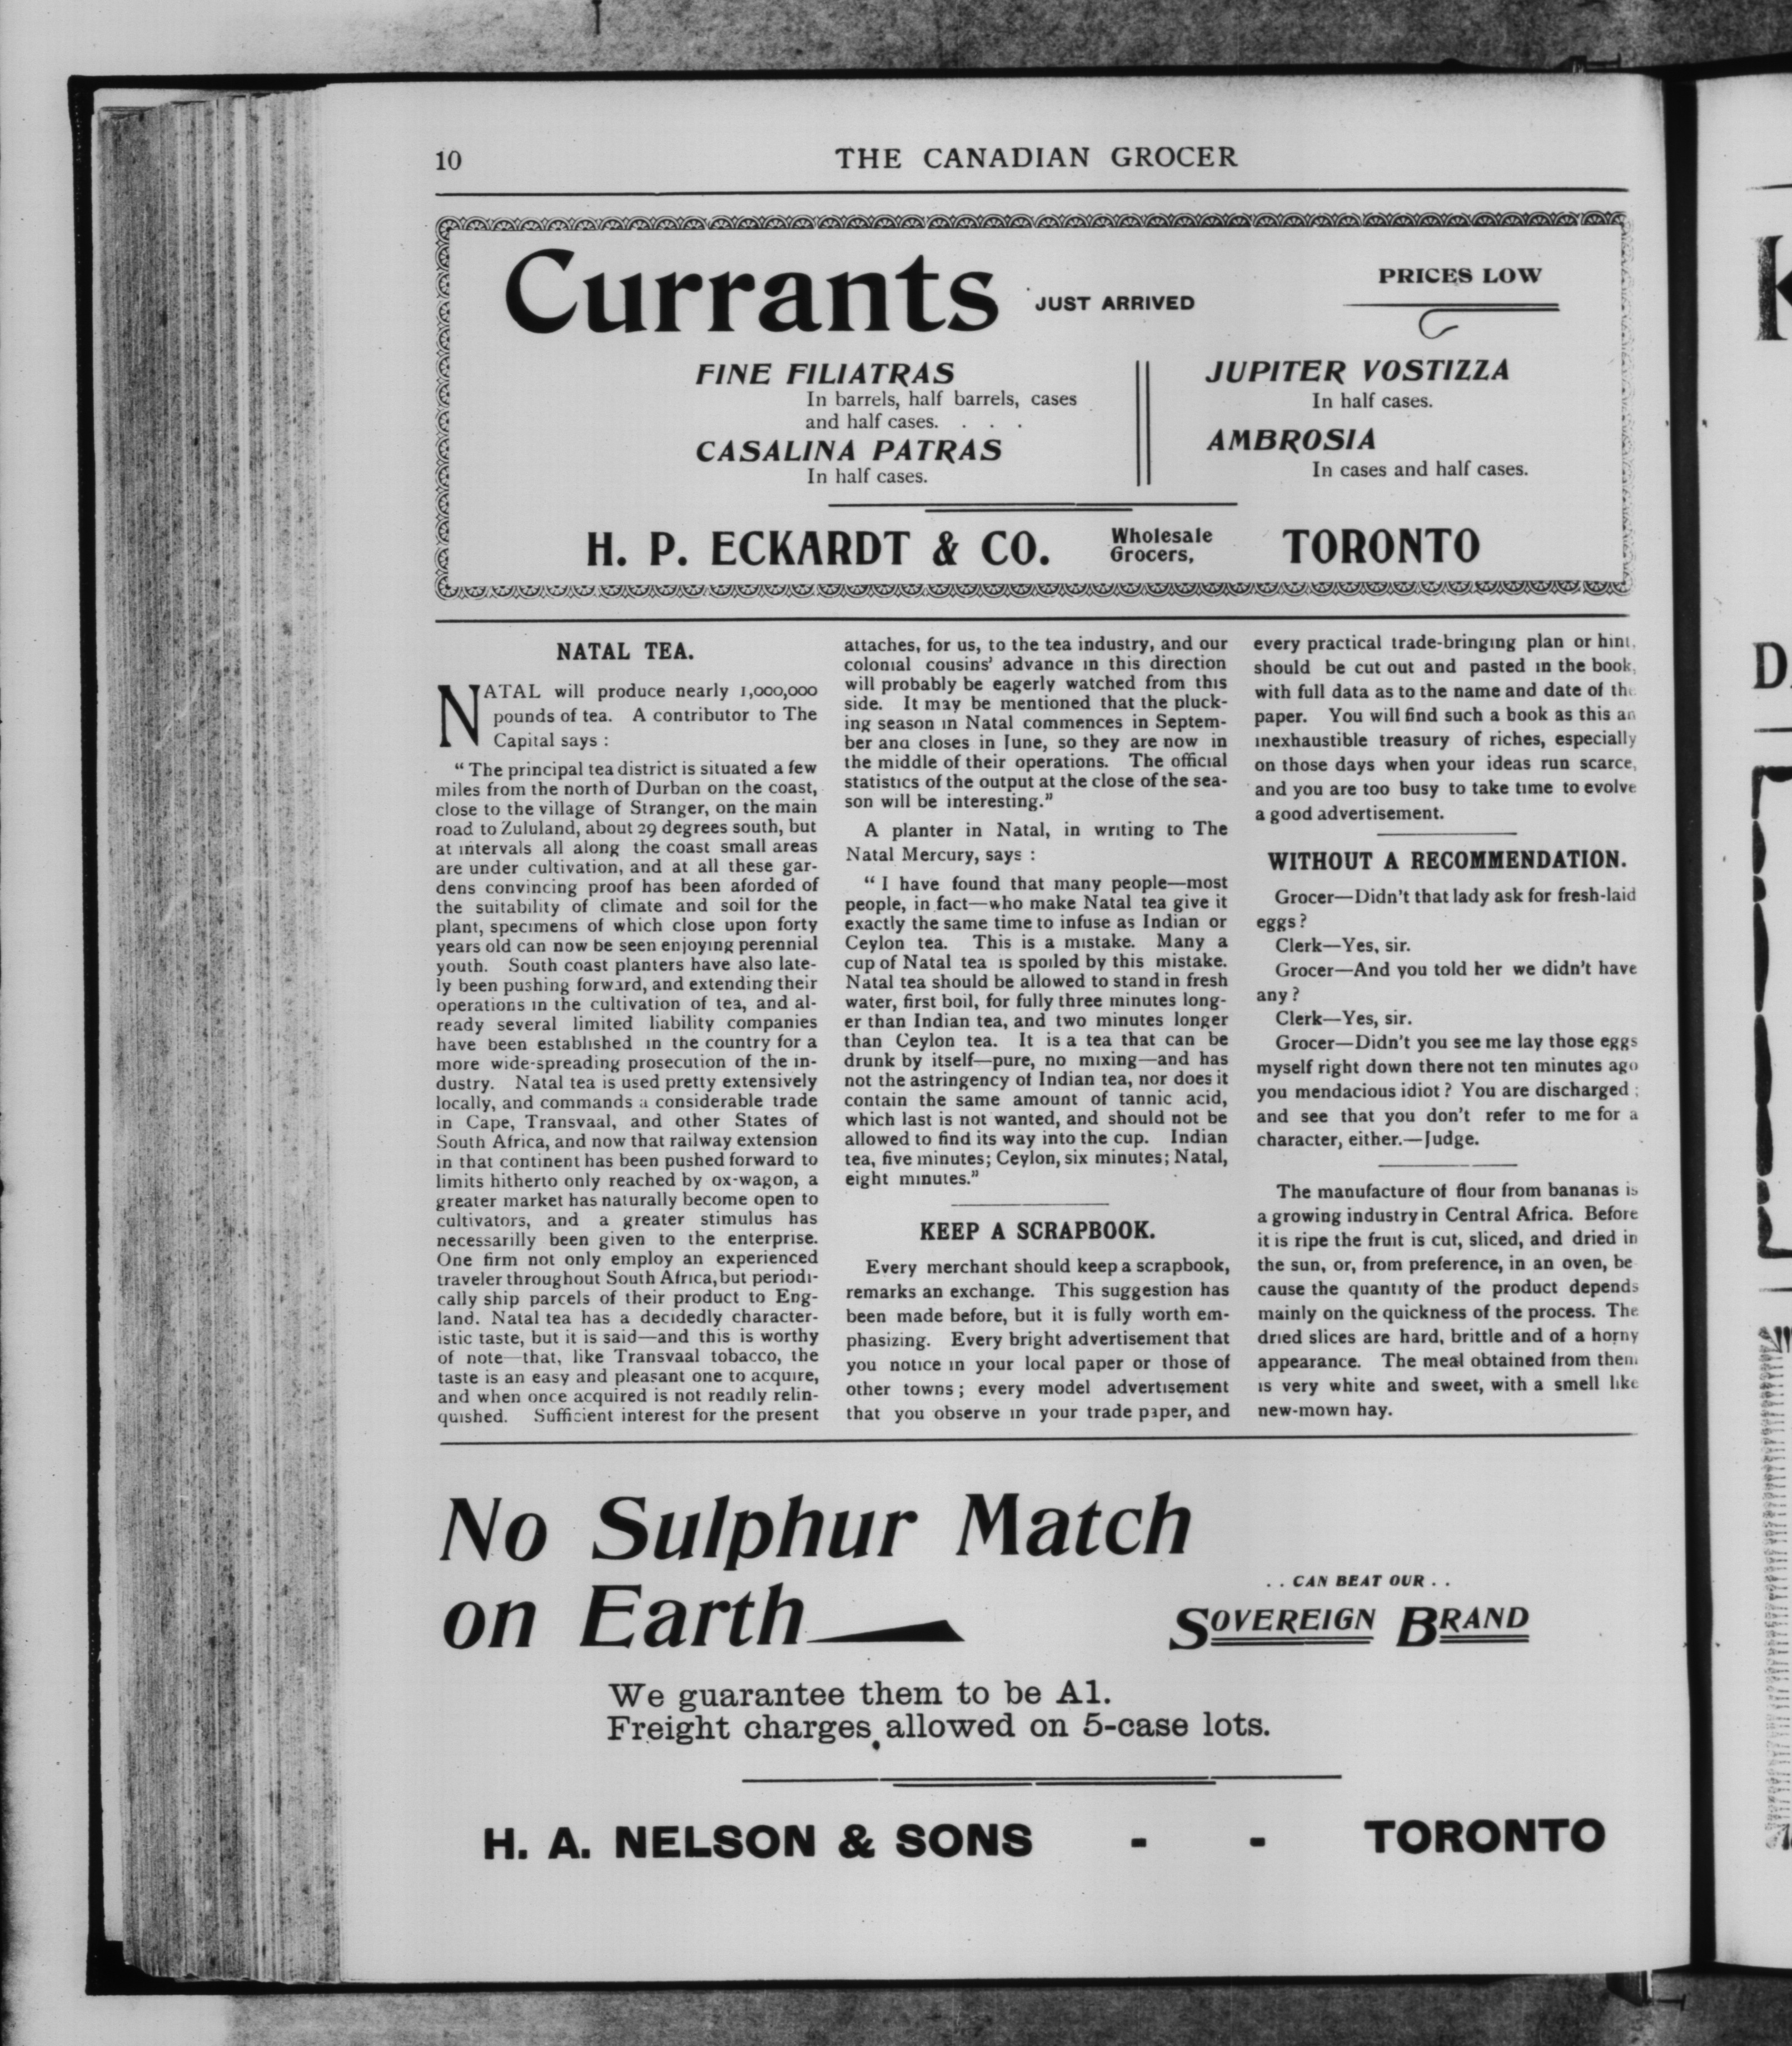 10
THE CANADIAN GROCER
Currants JUST ARRIVED
PRICES LOW
FINE FILIATRAS
In barrels, half barrels, cases
and half cases. . . .
CASALINA PATRAS
In half cases.
JUPITER VOSTIZZA
In half cases.
AMBROSIA
In cases and half cases.
H. P. ECKARDT & CO.
Wholesale
Grocers,
TORONTO
NATAL TEA.
NATAL will produce nearly 1,000,000
pounds of tea. A contributor to The
Capital says :
" The principal tea district is situated a few
miles from the north of Durban on the coast,
close to the village of Stranger, on the main
road to Zululand, about 29 degrees south, but
at intervals all along the coast small areas
are under cultivation, and at all these gar-
dens convincing proof has been aforded of
the suitability of climate and soil for the
plant, specimens of which close upon forty
years old can now be seen enjoying perennial
youth. South coast planters have also late-
ly been pushing forward, and extending their
operations in the cultivation of tea, and al-
ready several limited liability companies
have been established in the country for a
more wide-spreading prosecution of the in-
dustry. Natal tea is used pretty extensively
locally, and commands a considerable trade
in Cape, Transvaal, and other States of
South Africa, and now that railway extension
in that continent has been pushed forward to
limits hitherto only reached by ox-wagon, a
greater market has naturally become open to
cultivators, and a greater stimulus has
necessarilly been given to the enterprise.
One firm not only employ an experienced
traveler throughout South Africa, but periodi-
cally ship parcels of their product to Eng-
land. Natal tea has a decidedly character-
istic taste, but it is said—and this is worthy
of note—that, like Transvaal tobacco, the
taste is an easy and pleasant one to acquire,
and when once acquired is not readily relin-
quished. Sufficient interest for the present
attaches, for us, to the tea industry, and our
colonial cousins' advance in this direction
will probably be eagerly watched from this
side. It may be mentioned that the pluck-
ing season in Natal commences in Septem-
ber and closes in June, so they are now in
the middle of their operations. The official
statistics of the output at the close of the sea-
son will be interesting."
A planter in Natal, in writing to The
Natal Mercury, says :
" I have found that many people—most
people, in fact—who make Natal tea give it
exactly the same time to infuse as Indian or
Ceylon tea. This is a mistake. Many a
cup of Natal tea is spoiled by this mistake.
Natal tea should be allowed to stand in fresh
water, first boil, for fully three minutes long-
er than Indian tea, and two minutes longer
than Ceylon tea. It is a tea that can be
drunk by itself—pure, no mixing—and has
not the astringency of Indian tea, nor does it
contain the same amount of tannic acid,
which last is not wanted, and should not be
allowed to find its way into the cup. Indian
tea, five minutes; Ceylon, six minutes; Natal,
eight minutes."
KEEP A SCRAPBOOK.
Every merchant should keep a scrapbook,
remarks an exchange. This suggestion has
been made before, but it is fully worth em-
phasizing. Every bright advertisement that
you notice in your local paper or those of
other towns ; every model advertisement
that you observe in your trade paper, and
every practical trade-bringing plan or hint,
should be cut out and pasted in the book,
with full data as to the name and date of the
paper. You will find such a book as this an
inexhaustible treasury of riches, especially
on those days when your ideas run scarce,
and you are too busy to take time to evolve
a good advertisement.
WITHOUT A RECOMMENDATION.
Grocer—Didn't that lady ask for fresh-laid
eggs ?
Clerk—Yes, sir.
Grocer—And you told her we didn't have
any ?
Clerk—Yes, sir.
Grocer—Didn't you see me lay those eggs
myself right down there not ten minutes ago
you mendacious idiot ? You are discharged ;
and see that you don't refer to me for a
character, either.—Judge.
The manufacture of flour from bananas is
a growing industry in Central Africa. Before
it is ripe the fruit is cut, sliced, and dried in
the sun, or, from preference, in an oven, be
cause the quantity of the product depends
mainly on the quickness of the process. The
dried slices are hard, brittle and of a horny
appearance. The meal obtained from them
is very white and sweet, with a smell like
new-mown hay.
No Sulphur Match
on Earth
. . CAN BEAT OUR . .
SOVEREIGN BRAND
We guarantee them to be A1.
Freight charges allowed on 5-case lots.
H. A. NELSON & SONS - - TORONTO